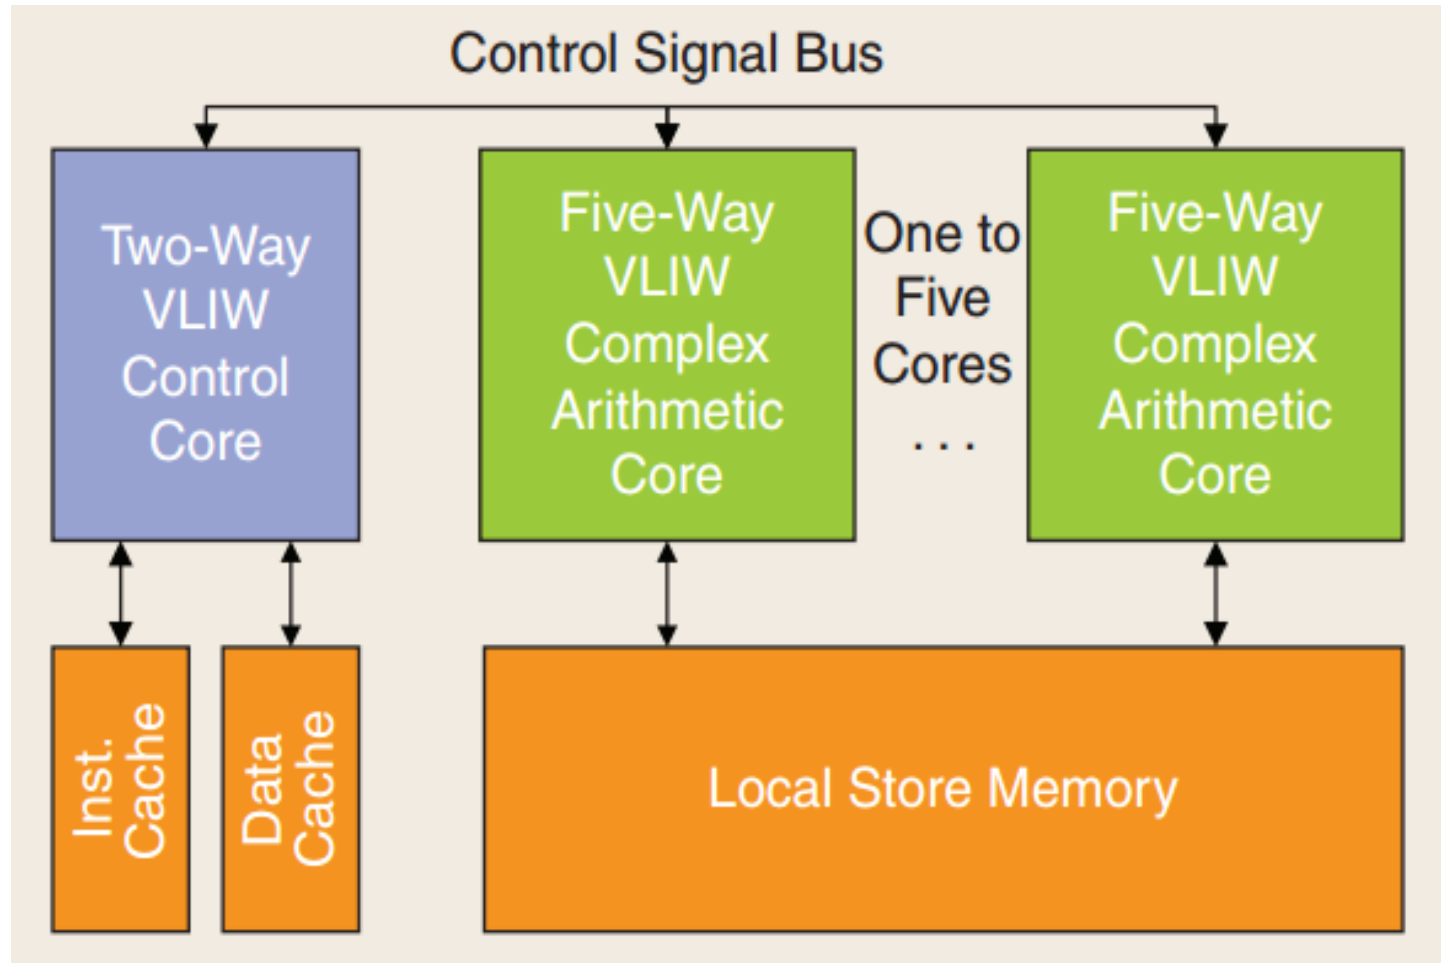 Control Signal Bus
Two-Way
VLIW
Control
Core
Five-Way
VLIW
Complex
Arithmetic
Core
One to
Five
Cores
. . .
Five-Way
VLIW
Complex
Arithmetic
Core
Inst.
Cache
Data
Cache
Local Store Memory